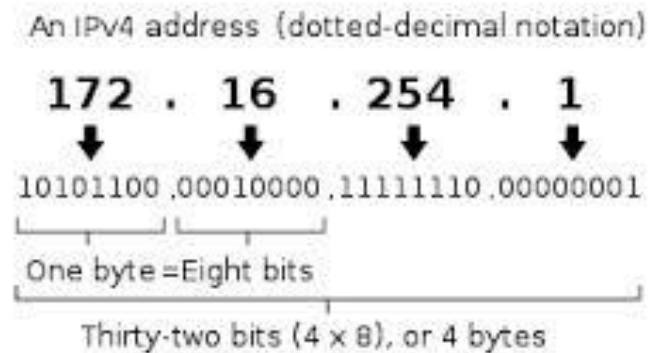 An IPv4 address (dotted-decimal notation)
172 . 16 . 254 . 1
10101100 .00010000 .11111110 .00000001
One byte =Eight bits
Thirty-two bits (4 x 8), or 4 bytes